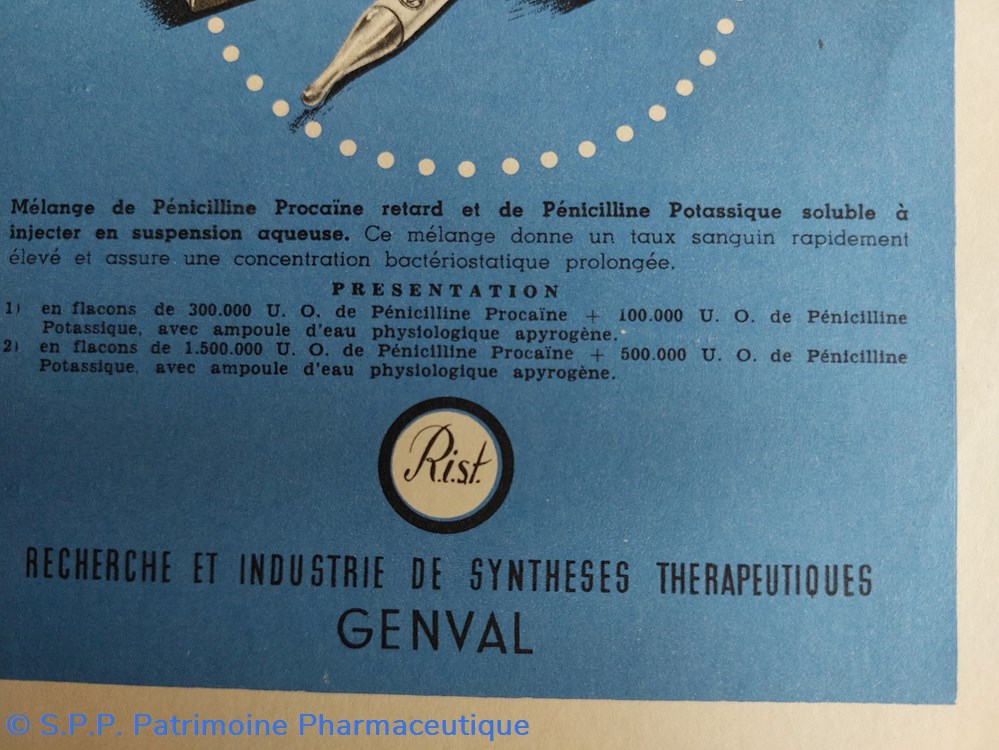 Mélange de Pénicilline Procaïne retard et de Pénicilline Potassique soluble à
injecter en suspension aqueuse. Ce mélange donne un taux sanguin rapidement
élevé et assure une concentration bactériostatique prolongée.
PRESENTATION
1) en flacons de 300.000 U. O. de Pénicilline Procaïne + 100.000 U. O. de Pénicilline
Potassique, avec ampoule d'eau physiologique apyrogène.
2) en flacons de 1.500.000 U. O. de Pénicilline Procaïne + 500.000 U. O. de Pénicilline
Potassique, avec ampoule d'eau physiologique apyrogène.
R.i.s.t.
RECHERCHE ET INDUSTRIE DE SYNTHESES THERAPEUTIQUES
GENVAL
© S.P.P. Patrimoine Pharmaceutique